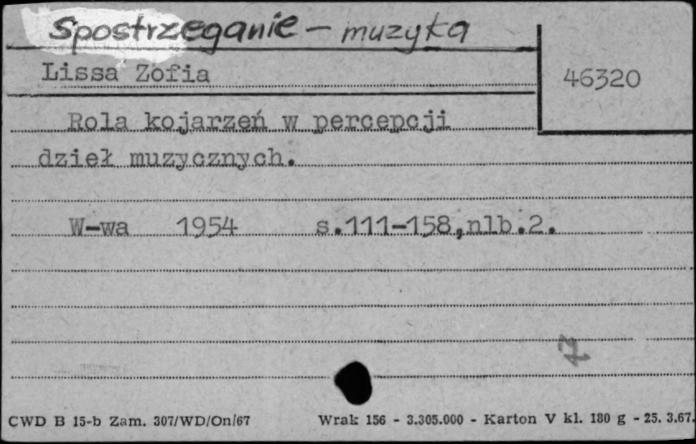 Spostrzeganie - muzyka
Lissa Zofia
46320
Rola kojarzeń w percepcji
dzieł muzycznych.
W-wa 1954 s.111-158,nlb.2.
7
CWD B 15-b Zam. 307/WD/On/67 Wrak 156 - 3.305.000 - Karton V kl. 180 g - 25. 3.67.